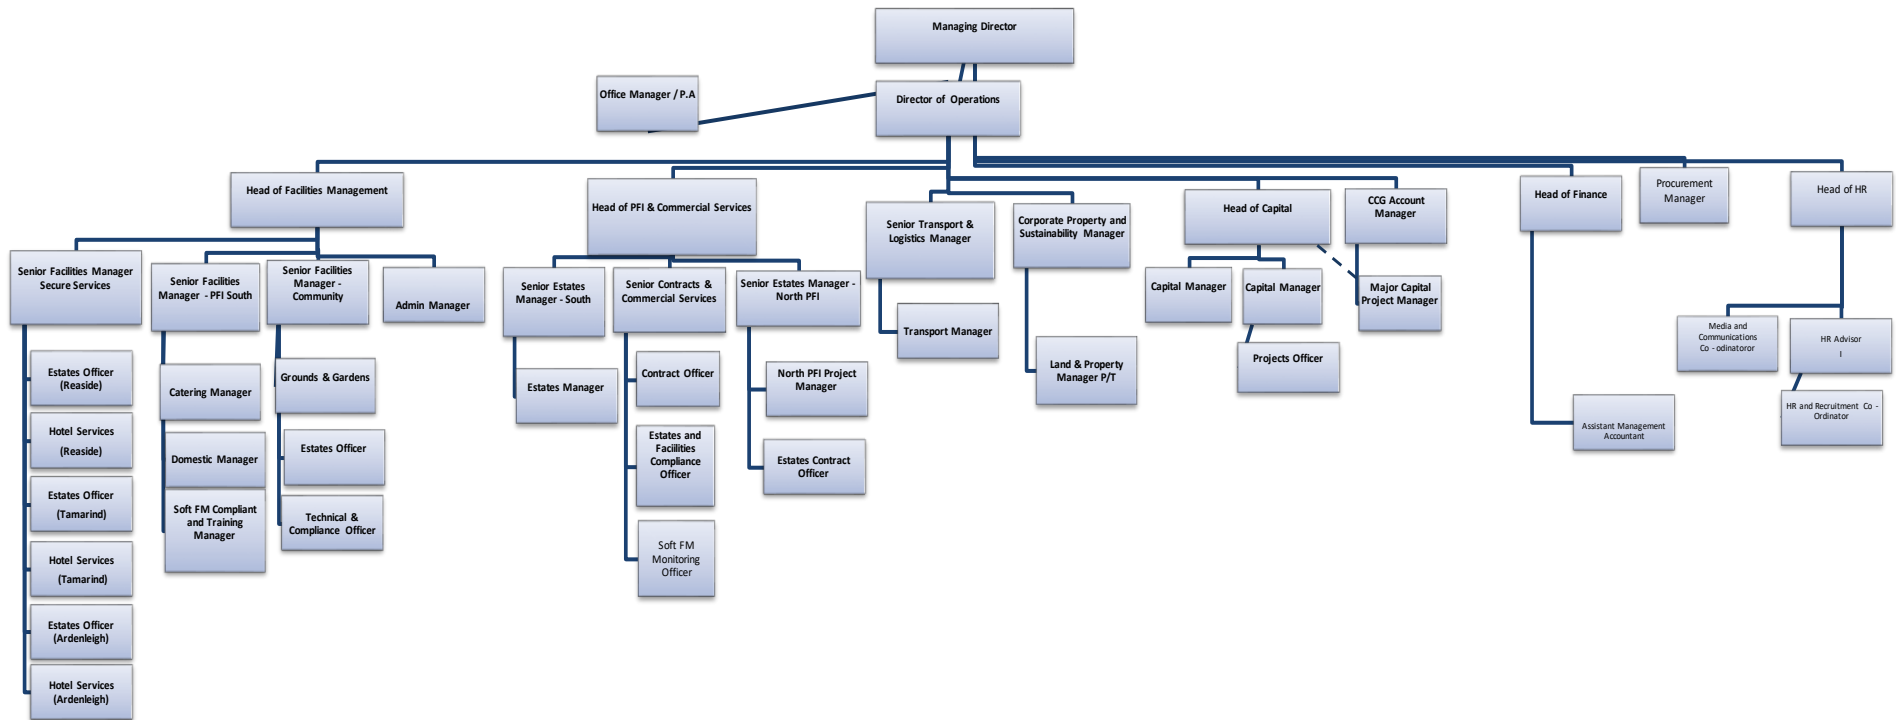 Managing Director
Office Manager / P.A
Director of Operations
Head of Facilities Management
Head of PFI & Commercial Services
Senior Transport &
Logistics Manager
Corporate Property and
Sustainability Manager
Head of Capital
CCG Account
Manager
Head of Finance
Procurement
Manager
Head of HR
Senior Facilities Manager
Secure Services
Senior Facilities
Manager - PFI South
Senior Facilities
Manager -
Community
Admin Manager
Senior Estates
Manager - South
Senior Contracts &
Commercial Services
Senior Estates Manager -
North PFI
Transport Manager
Capital Manager
Capital Manager
Major Capital
Project Manager
Media and
Communications
Co - odinatoror
HR Advisor
I
Estates Officer
(Reaside)
Catering Manager
Grounds & Gardens
Estates Manager
Contract Officer
North PFI Project
Manager
Land & Property
Manager P/T
Projects Officer
Assistant Management
Accountant
HR and Recruitment Co -
Ordinator
Hotel Services
(Reaside)
Domestic Manager
Estates Officer
Estates and
Faciilities
Compliance
Officer
Estates Contract
Officer
Estates Officer
(Tamarind)
Soft FM Compliant
and Training
Manager
Technical &
Compliance Officer
Soft FM
Monitoring
Officer
Hotel Services
(Tamarind)
Estates Officer
(Ardenleigh)
Hotel Services
(Ardenleigh)